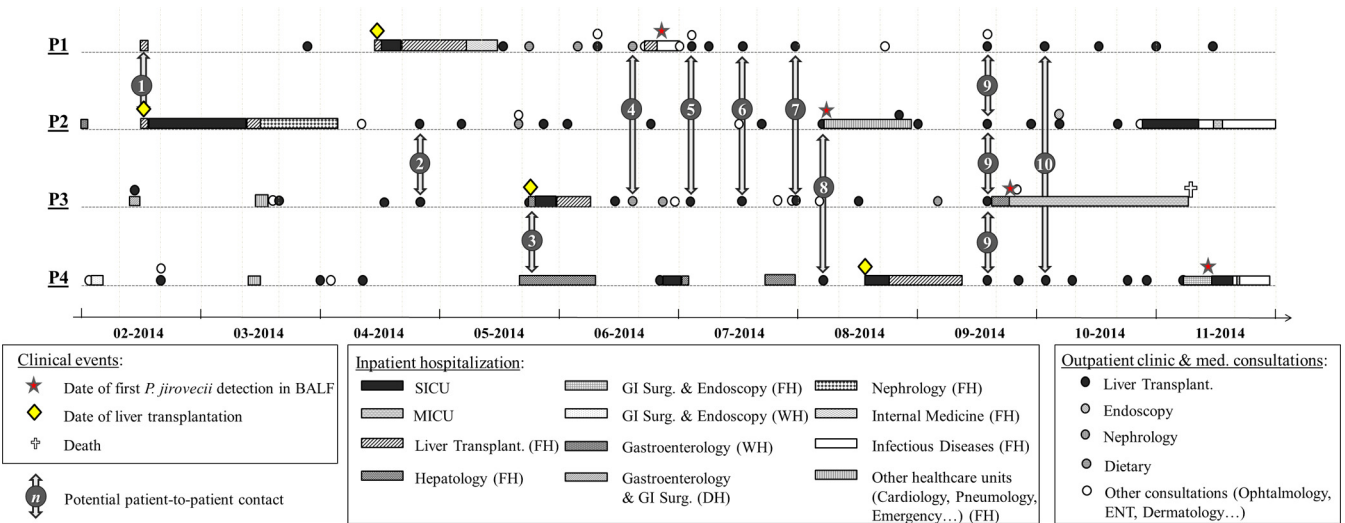 P1
P2
P3
P4
1
2
3
4
5
6
7
8
9
9
9
10
02-2014
03-2014
04-2014
05-2014
06-2014
07-2014
08-2014
09-2014
10-2014
11-2014
Clinical events:
Date of first P. jirovecii detection in BALF
Date of liver transplantation
Death
n
Potential patient-to-patient contact
Inpatient hospitalization:
SICU
MICU
Liver Transplant. (FH)
Hepatology (FH)
GI Surg. & Endoscopy (FH)
GI Surg. & Endoscopy (WH)
Gastroenterology (WH)
Gastroenterology
& GI Surg. (DH)
Nephrology (FH)
Internal Medicine (FH)
Infectious Diseases (FH)
Other healthcare units
(Cardiology, Pneumology,
Emergency…) (FH)
Outpatient clinic & med. consultations:
Liver Transplant.
Endoscopy
Nephrology
Dietary
Other consultations (Ophtalmology,
ENT, Dermatology…)